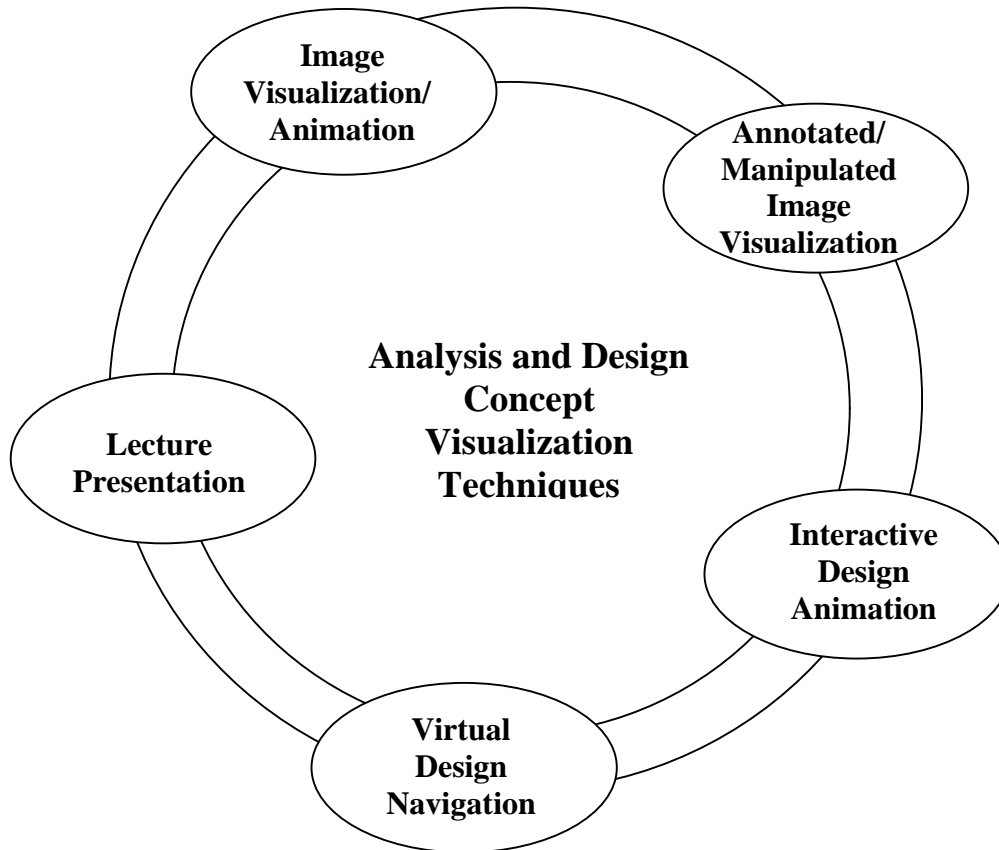 Image
Visualization/
Animation
Annotated/
Manipulated
Image
Visualization
Analysis and Design
Concept
Visualization
Techniques
Lecture
Presentation
Interactive
Design
Animation
Virtual
Design
Navigation